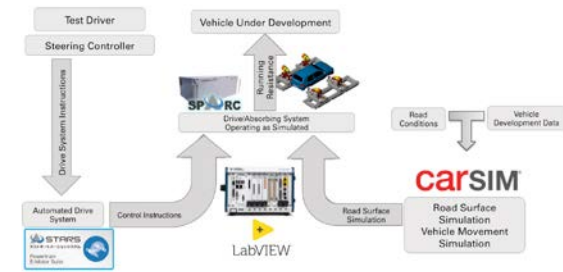 Test Driver
Steering Controller
Drive System Instructions
Automated Drive
System
STARS
Control Instructions
Vehicle Under Development
Running
Resistance
SPARC
Drive/Absorbing System
Operating as Simulated
LabVIEW
Road
Conditions
Vehicle
Development Data
carSIM
Road Surface
Simulation
Vehicle Movement
Simulation
Road Surface
Simulation